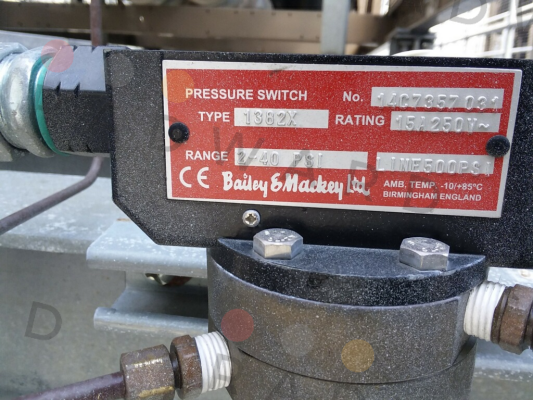 PRESSURE SWITCH No. 14C7357 031
TYPE 1382X RATING 15A250V~
RANGE 2-40 PSI LINE500PSI
CE Bailey & Mackey Ltd. AMB, TEMP. -10/+85°C
BIRMINGHAM ENGLAND